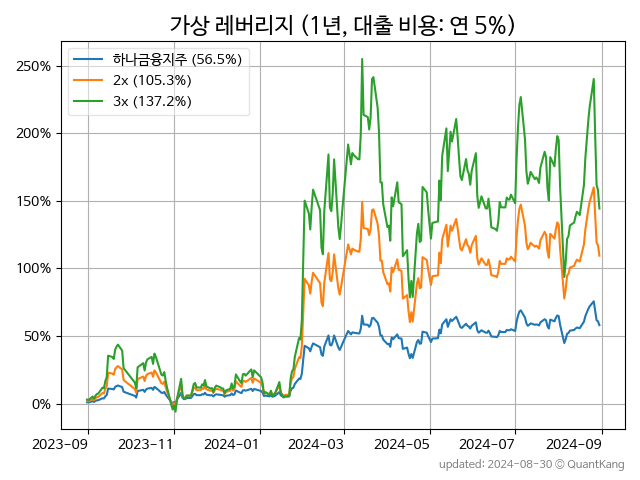 가상 레버리지 (1년, 대출 비용: 연 5%)
하나금융지주 (56.5%)
2x (105.3%)
3x (137.2%)
250%
200%
150%
100%
50%
0%
2023-09 2023-11 2024-01 2024-03 2024-05 2024-07 2024-09
updated: 2024-08-30 © QuantKang